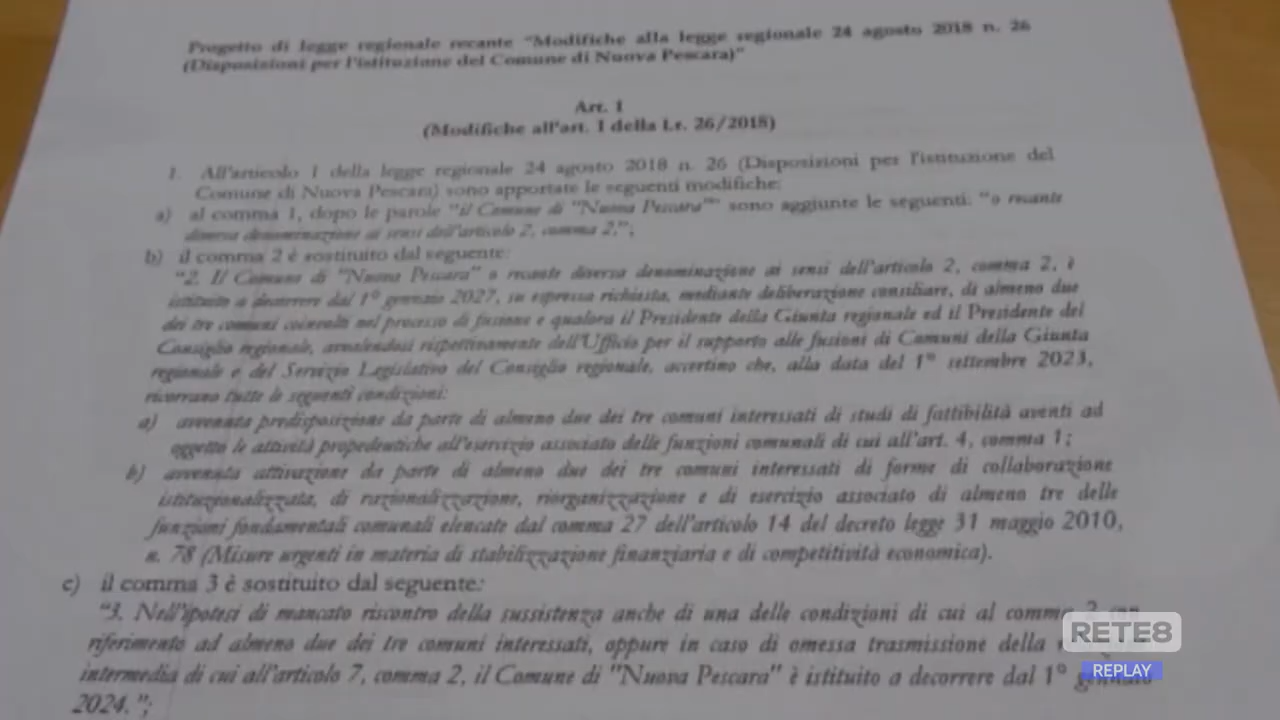 Progetto di legge regionale recante "Modifiche alla legge regionale 24 agosto 2018 n. 26
(Disposizioni per l'istituzione del Comune di Nuova Pescara)"
Art. 1
(Modifiche all'art. 1 della Lr. 26/2018)
1. All'articolo 1 della legge regionale 24 agosto 2018 n. 26 (Disposizioni per l'istituzione del
Comune di Nuova Pescara) sono apportate le seguenti modifiche:
a) al comma 1, dopo le parole "il Comune di "Nuova Pescara"" sono aggiunte le seguenti: "o recante
diversa denominazione ai sensi dell'articolo 2, comma 2,";
b) il comma 2 è sostituito dal seguente:
"2. Il Comune di "Nuova Pescara" o recante diversa denominazione ai sensi dell'articolo 2, comma 2, è
istituito a decorrere dal 1° gennaio 2027, su espressa richiesta, mediante deliberazione consiliare, di almeno due
dei tre comuni coinvolti nel processo di fusione e qualora il Presidente della Giunta regionale ed il Presidente del
Consiglio regionale, avvalendosi rispettivamente dell'Ufficio per il supporto alle fusioni di Comuni della Giunta
regionale e del Servizio Legislativo del Consiglio regionale, accertino che, alla data del 1° settembre 2023,
ricorrano tutte le seguenti condizioni:
a) avvenuta predisposizione da parte di almeno due dei tre comuni interessati di studi di fattibilità aventi ad
oggetto le attività propedeutiche all'esercizio associato delle funzioni comunali di cui all'art. 4, comma 1;
b) avvenuta attivazione da parte di almeno due dei tre comuni interessati di forme di collaborazione
istituzionalizzata, di razionalizzazione, riorganizzazione e di esercizio associato di almeno tre delle
funzioni fondamentali comunali elencate dal comma 27 dell'articolo 14 del decreto legge 31 maggio 2010,
n. 78 (Misure urgenti in materia di stabilizzazione finanziaria e di competitività economica).
c) il comma 3 è sostituito dal seguente:
"3. Nell'ipotesi di mancato riscontro della sussistenza anche di una delle condizioni di cui al comma 2 con
riferimento ad almeno due dei tre comuni interessati, oppure in caso di omessa trasmissione della
intermedia di cui all'articolo 7, comma 2, il Comune di "Nuova Pescara" è istituito a decorrere dal 1° gennaio
2024.";
RETE8
REPLAY